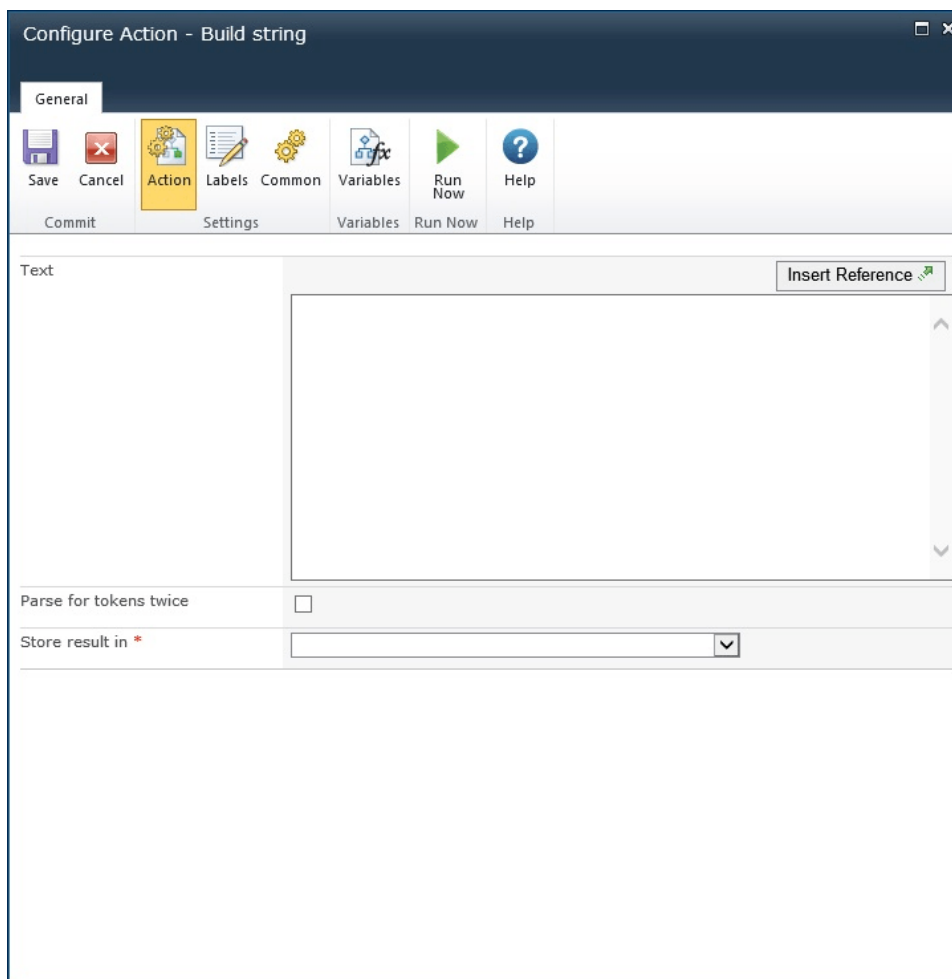 Configure Action - Build string
General
Save Cancel Action Labels Common Variables Run Now Help
Commit Settings Variables Run Now Help
Text
Insert Reference
Parse for tokens twice
Store result in *